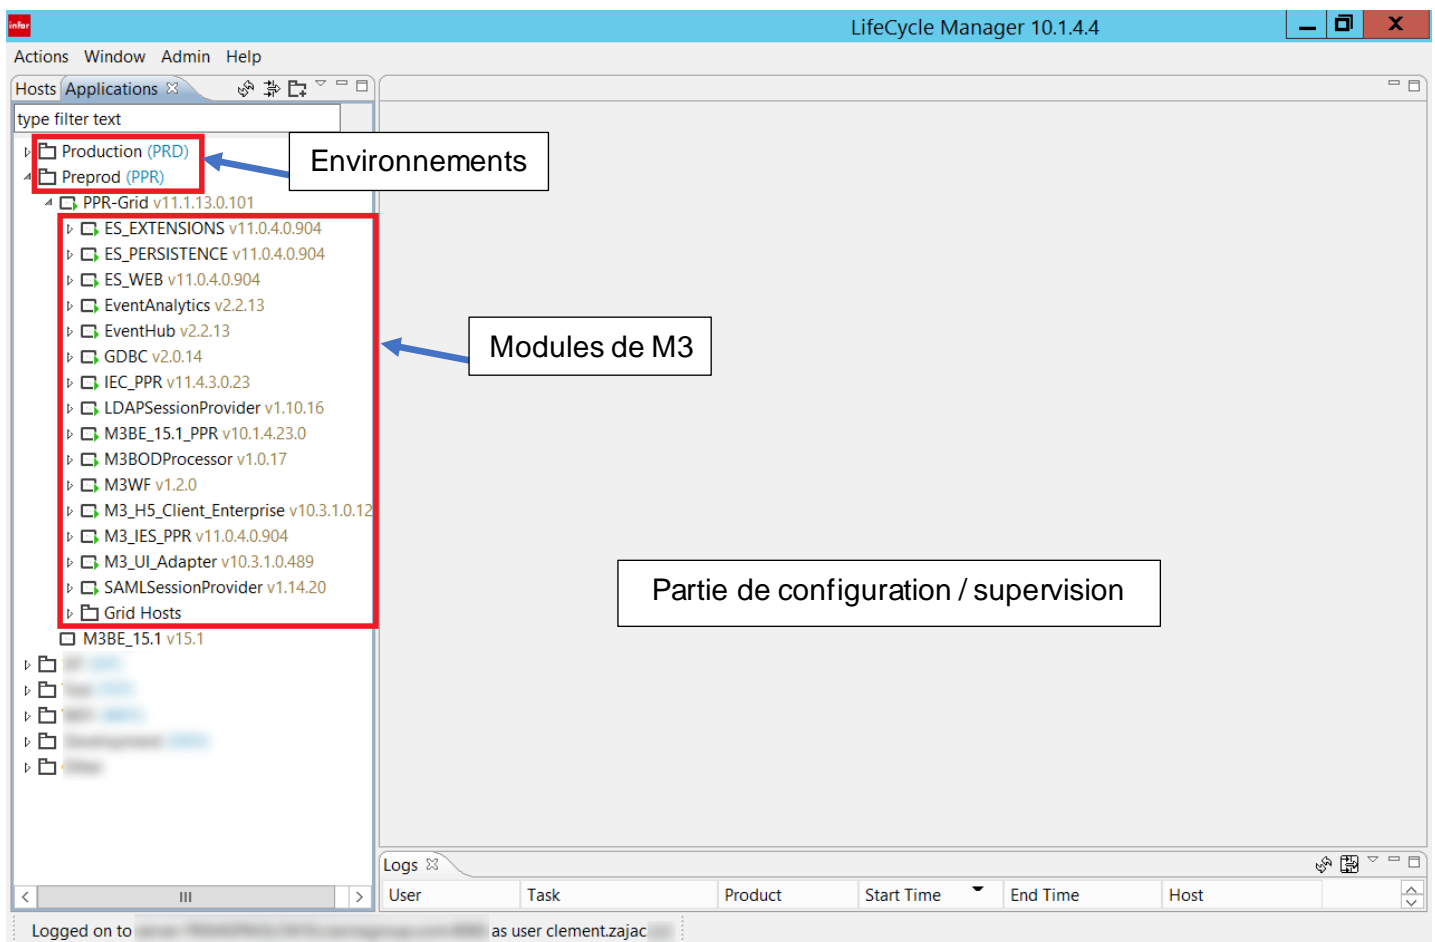 infor
LifeCycle Manager 10.1.4.4
Actions Window Admin Help
Hosts Applications
type filter text
Production (PRD)
Environnements
Preprod (PPR)
PPR-Grid v11.1.13.0.101
ES_EXTENSIONS v11.0.4.0.904
ES_PERSISTENCE v11.0.4.0.904
ES_WEB v11.0.4.0.904
EventAnalytics v2.2.13
EventHub v2.2.13
Modules de M3
GDBC v2.0.14
IEC_PPR v11.4.3.0.23
LDAPSessionProvider v1.10.16
M3BE_15.1_PPR v10.1.4.23.0
M3BODProcessor v1.0.17
M3WF v1.2.0
M3_H5_Client_Enterprise v10.3.1.0.12
M3_IES_PPR v11.0.4.0.904
M3_UI_Adapter v10.3.1.0.489
SAMLSessionProvider v1.14.20
Partie de configuration / supervision
Grid Hosts
M3BE_15.1 v15.1
Logs
User Task Product Start Time End Time Host
Logged on to as user clement.zajac